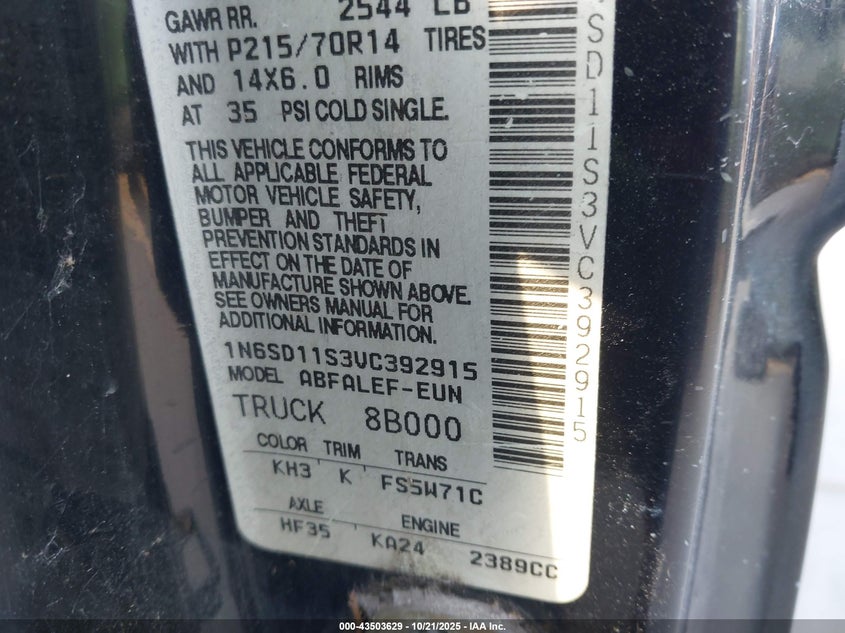 GAWR RR. 2544 LB
WITH P215/70R14 TIRES
AND 14X6.0 RIMS
AT 35 PSI COLD SINGLE.
THIS VEHICLE CONFORMS TO
ALL APPLICABLE FEDERAL
MOTOR VEHICLE SAFETY,
BUMPER AND THEFT
PREVENTION STANDARDS IN
EFFECT ON THE DATE OF
MANUFACTURE SHOWN ABOVE.
SEE OWNERS MANUAL FOR
ADDITIONAL INFORMATION.
1N6SD11S3VC392915
MODEL ABFALEF-EUN
TRUCK 8B000
COLOR TRIM TRANS
KH3 K FS5W71C
AXLE ENGINE
HF35 KA24 2389CC
SD11S3VC392915
000-43503629 - 10/21/2025 - IAA Inc.